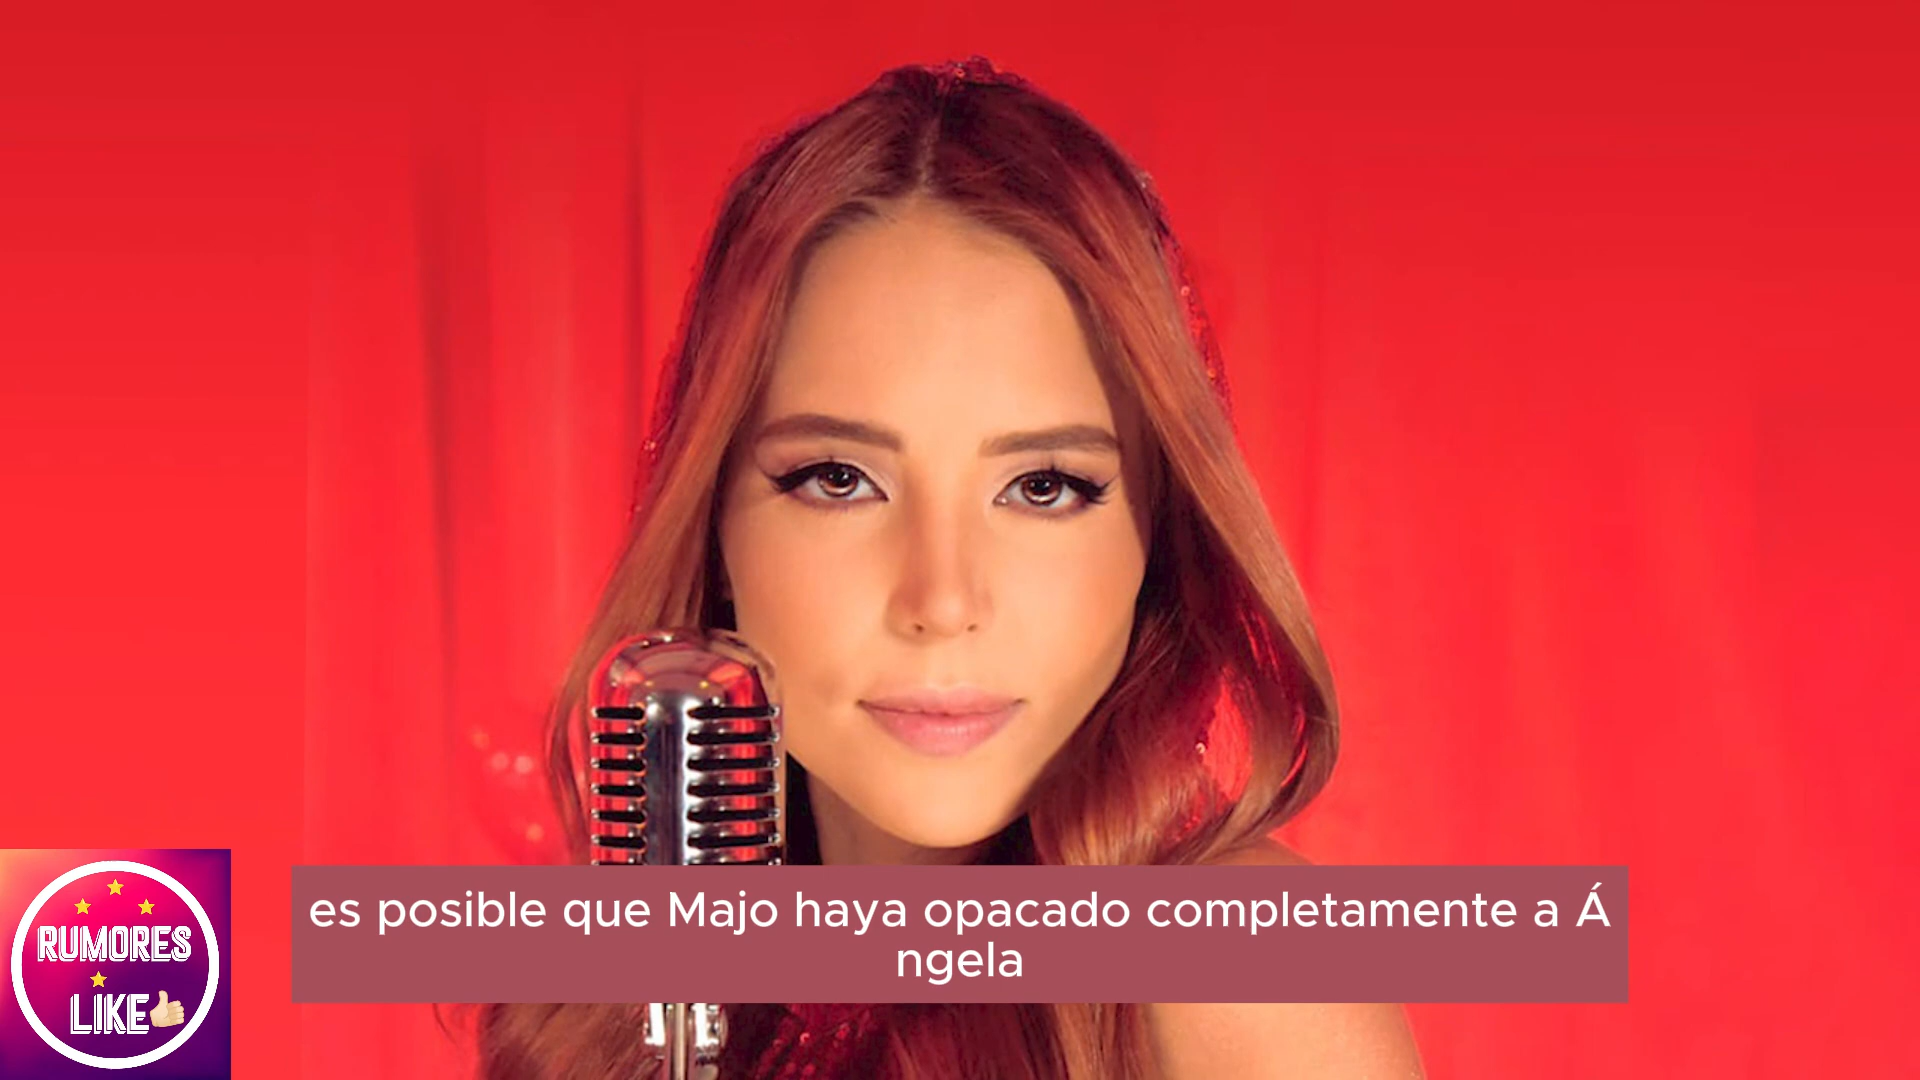 es posible que Majo haya opacado completamente a Á
ngela
RUMORES
LIKE